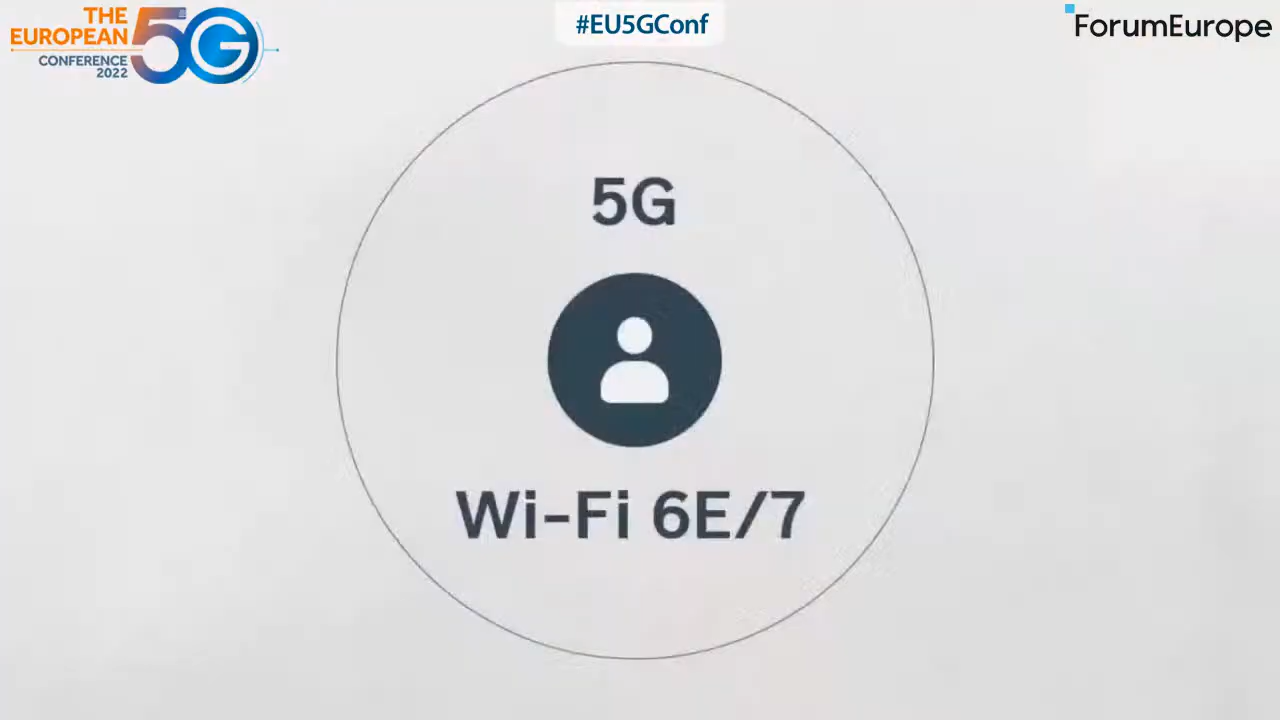 THE
EUROPEAN
CONFERENCE
2022
5G
#EU5GConf
ForumEurope
5G
Wi-Fi 6E/7